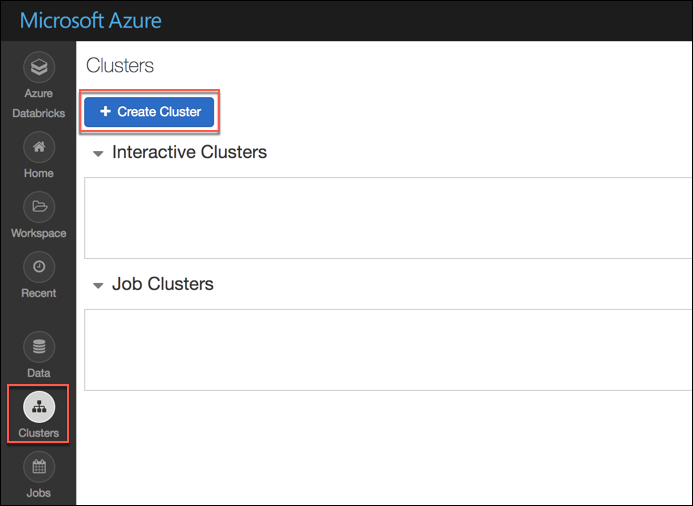 Microsoft Azure
Azure
Databricks
Home
Workspace
Recent
Data
Clusters
Jobs
Clusters
+ Create Cluster
Interactive Clusters
Job Clusters